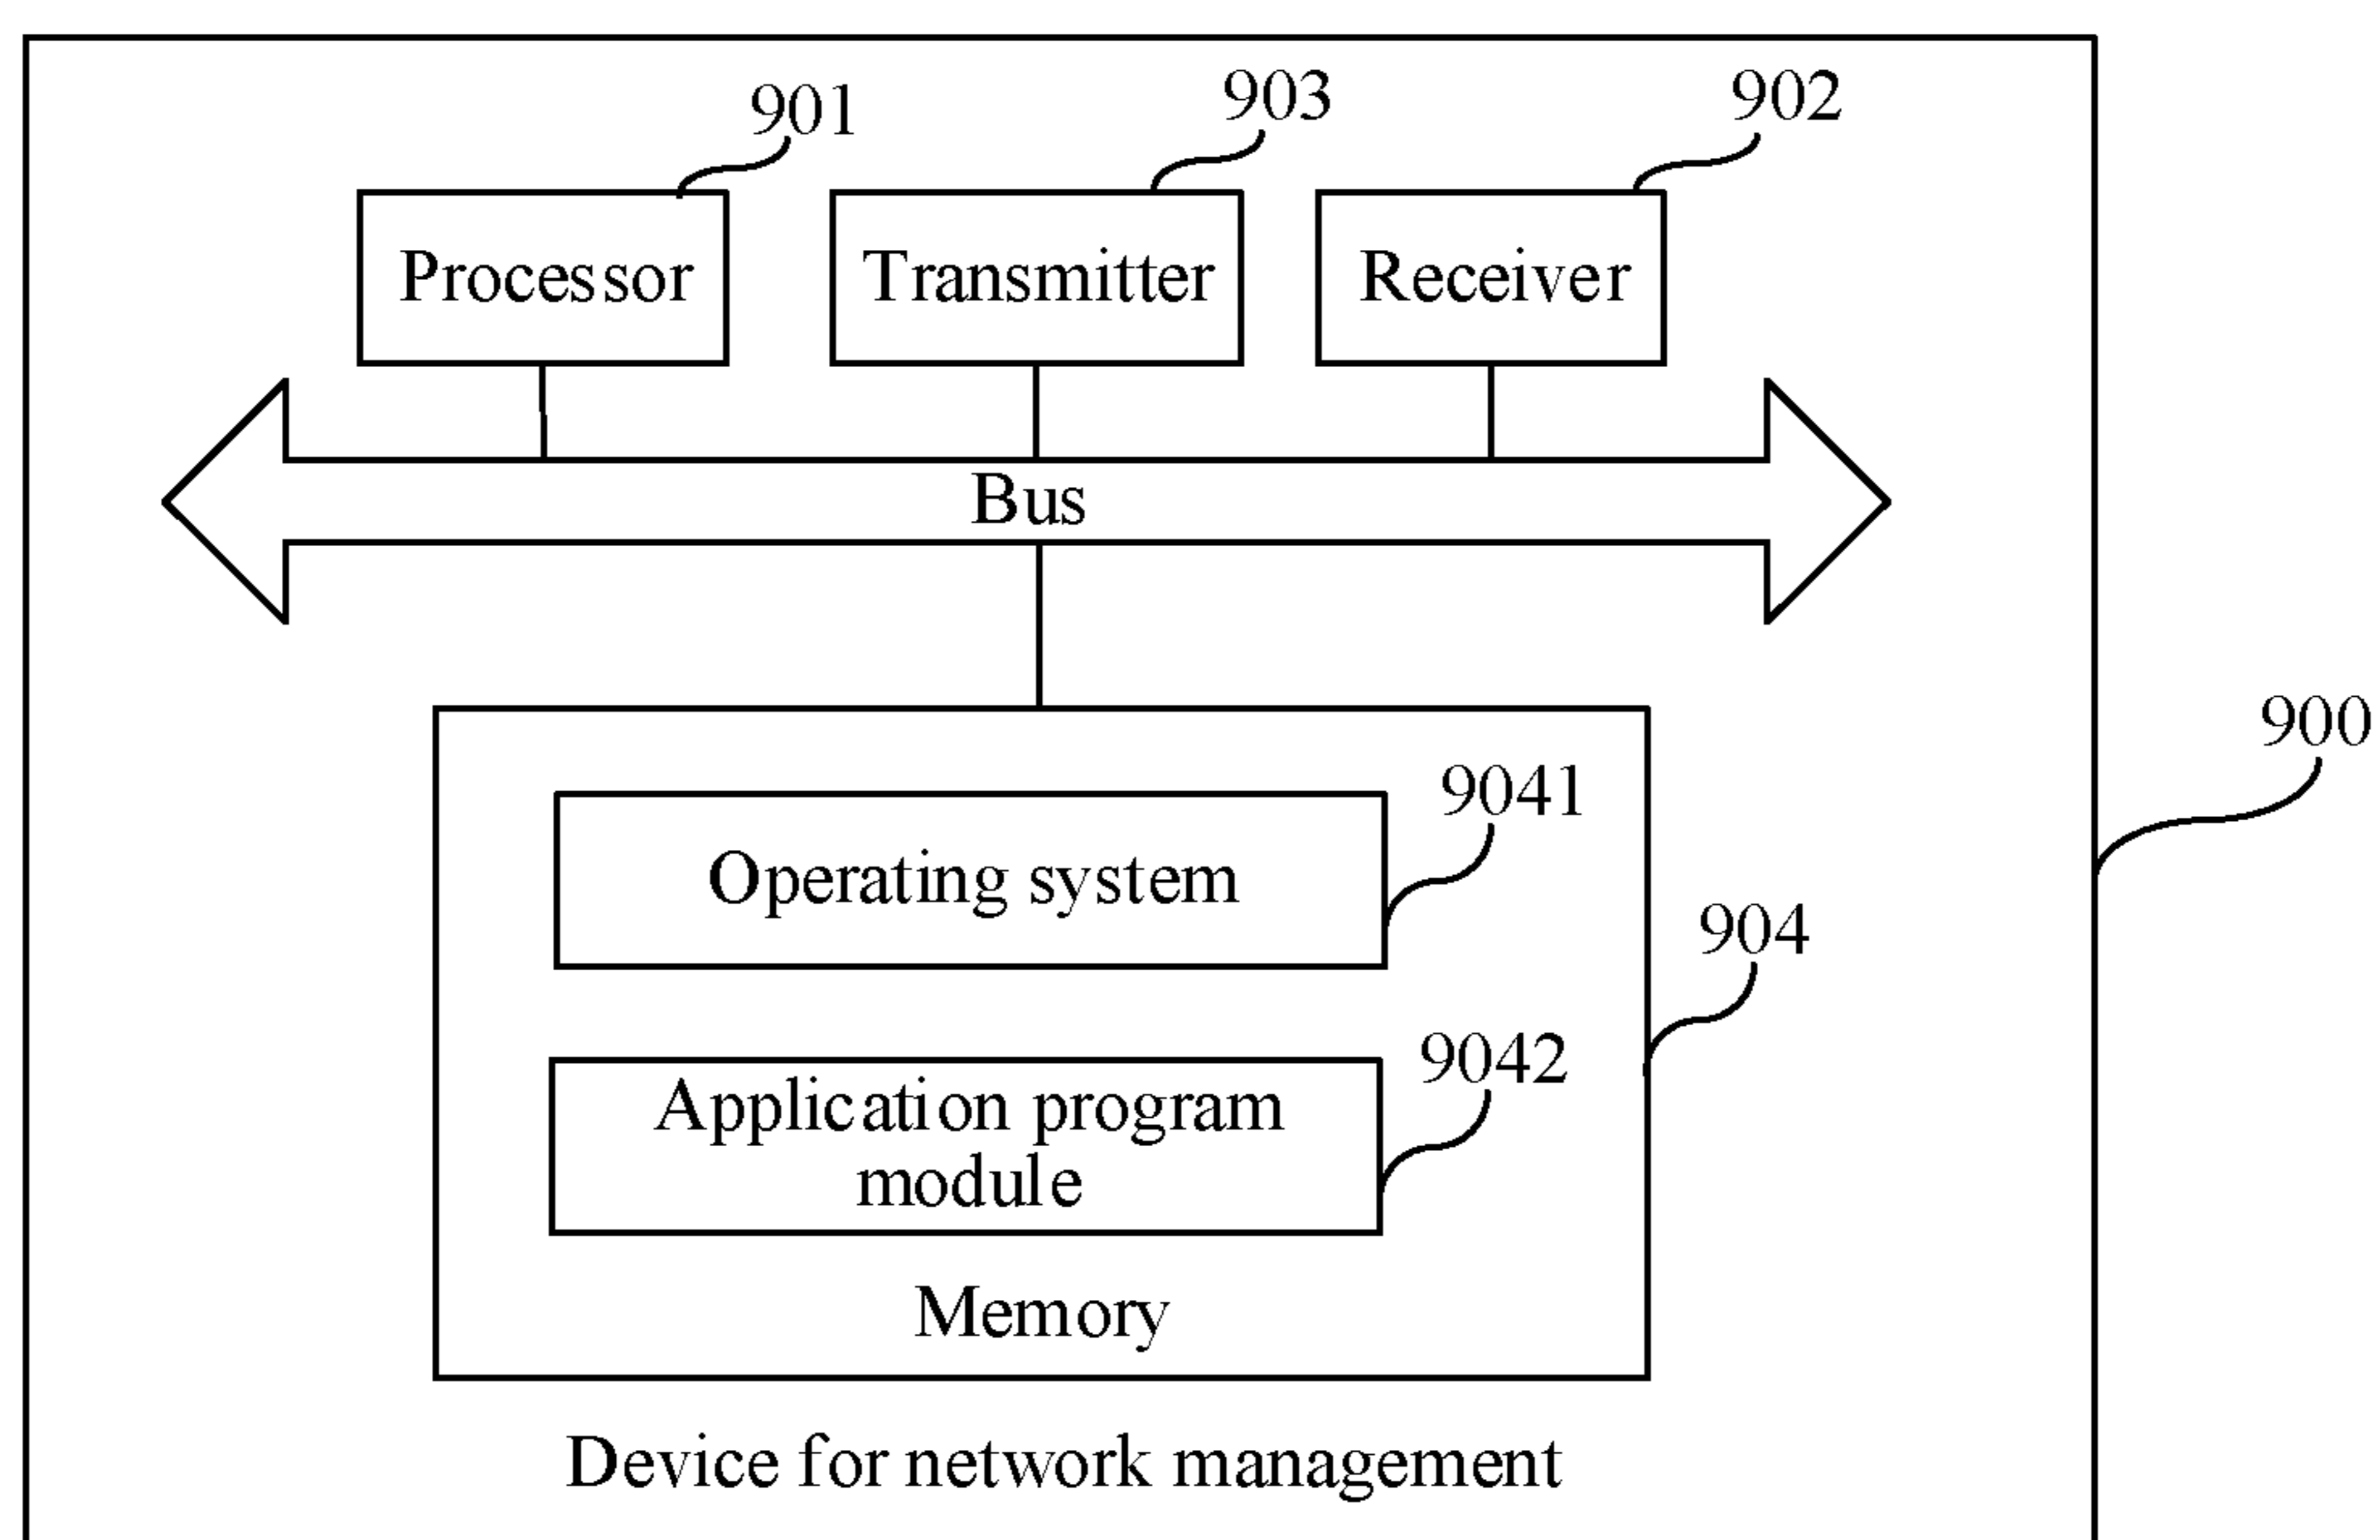 901
903
902
Processor
Transmitter
Receiver
Bus
900
9041
Operating system
904
9042
Application program
module
Memory
Device for network management